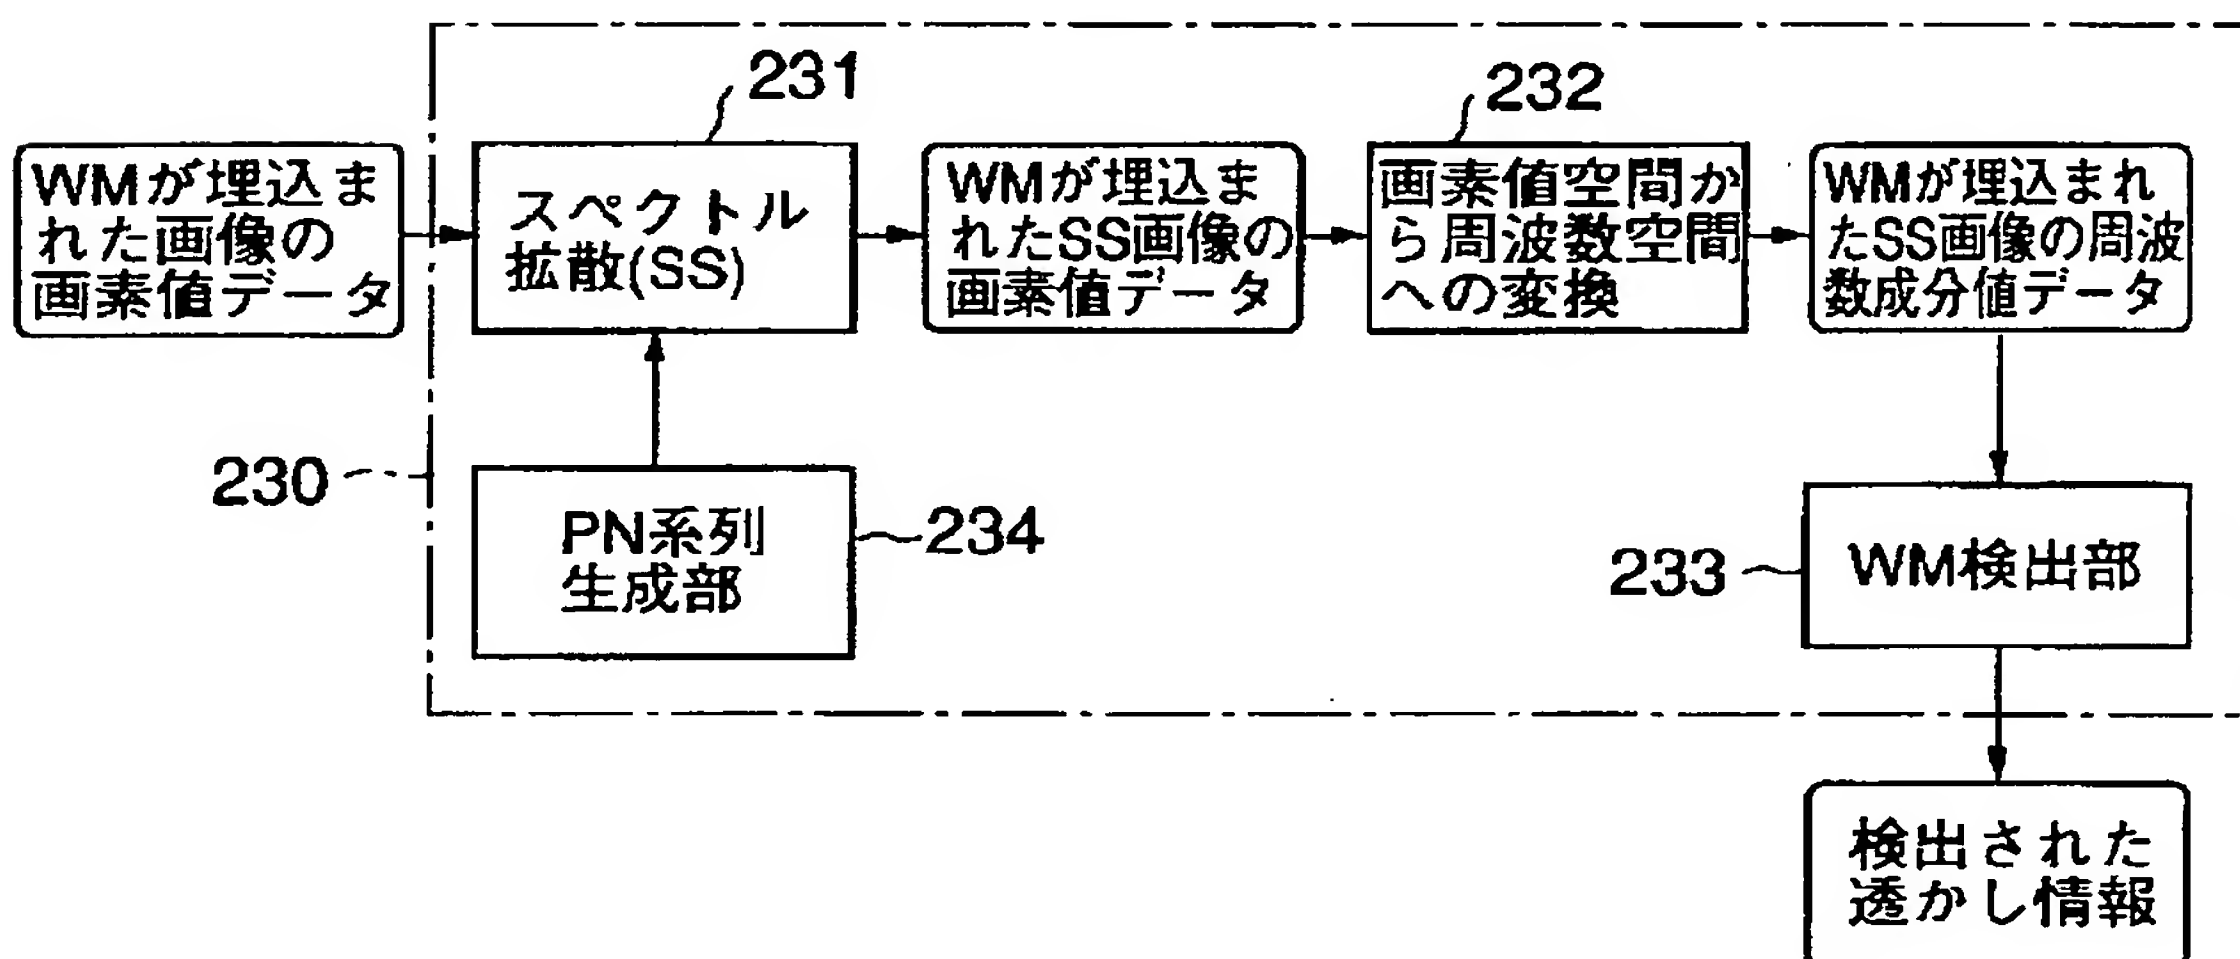 231
232
WMが埋込ま
れた画像の
画素値データ
スペクトル
拡散(SS)
WMが埋込ま
れたSS画像の
画素値データ
画素値空間か
ら周波数空間
への変換
WMが埋込まれ
たSS画像の周波
数成分値データ
230
PN系列
生成部
234
233
WM検出部
検出された
透かし情報